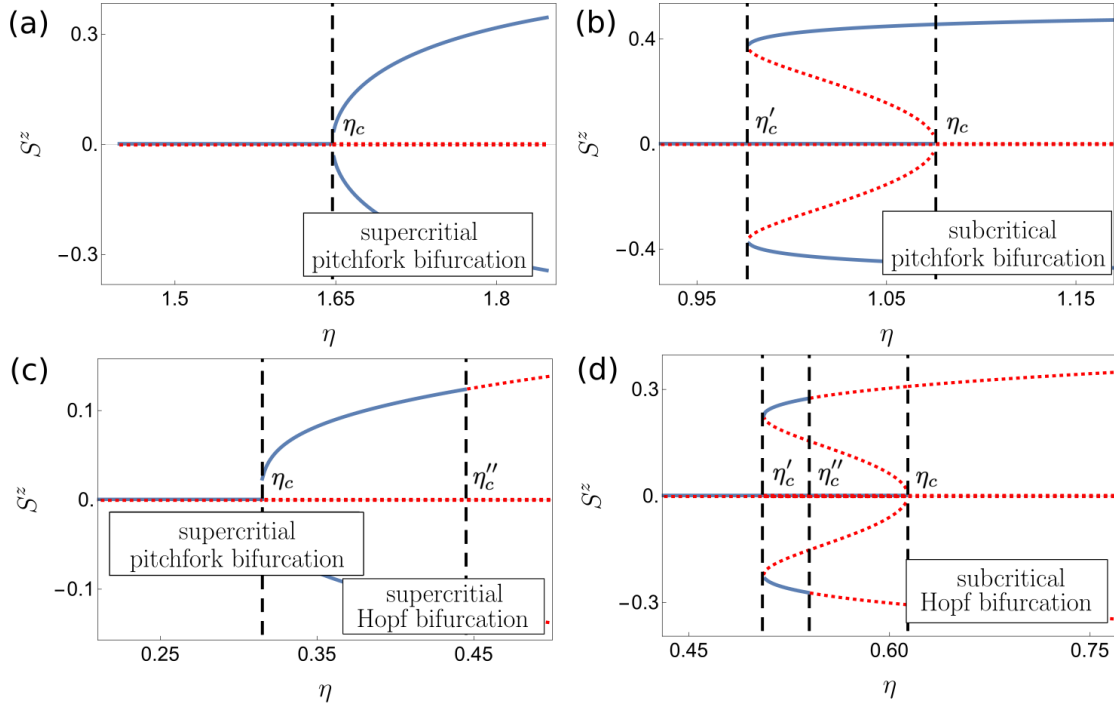 (a)
0.3
0.
−0.3
S^z
η_c
supercritial
pitchfork bifurcation
1.5
1.65
1.8
η
(b)
0.4
0.
−0.4
S^z
η′_c
η_c
subcritical
pitchfork bifurcation
0.95
1.05
1.15
η
(c)
0.1
0.
−0.1
S^z
η_c
η″_c
supercritial
pitchfork bifurcation
supercritial
Hopf bifurcation
0.25
0.35
0.45
η
(d)
0.3
0.
−0.3
S^z
η′_c
η″_c
η_c
subcritical
Hopf bifurcation
0.45
0.60
0.75
η